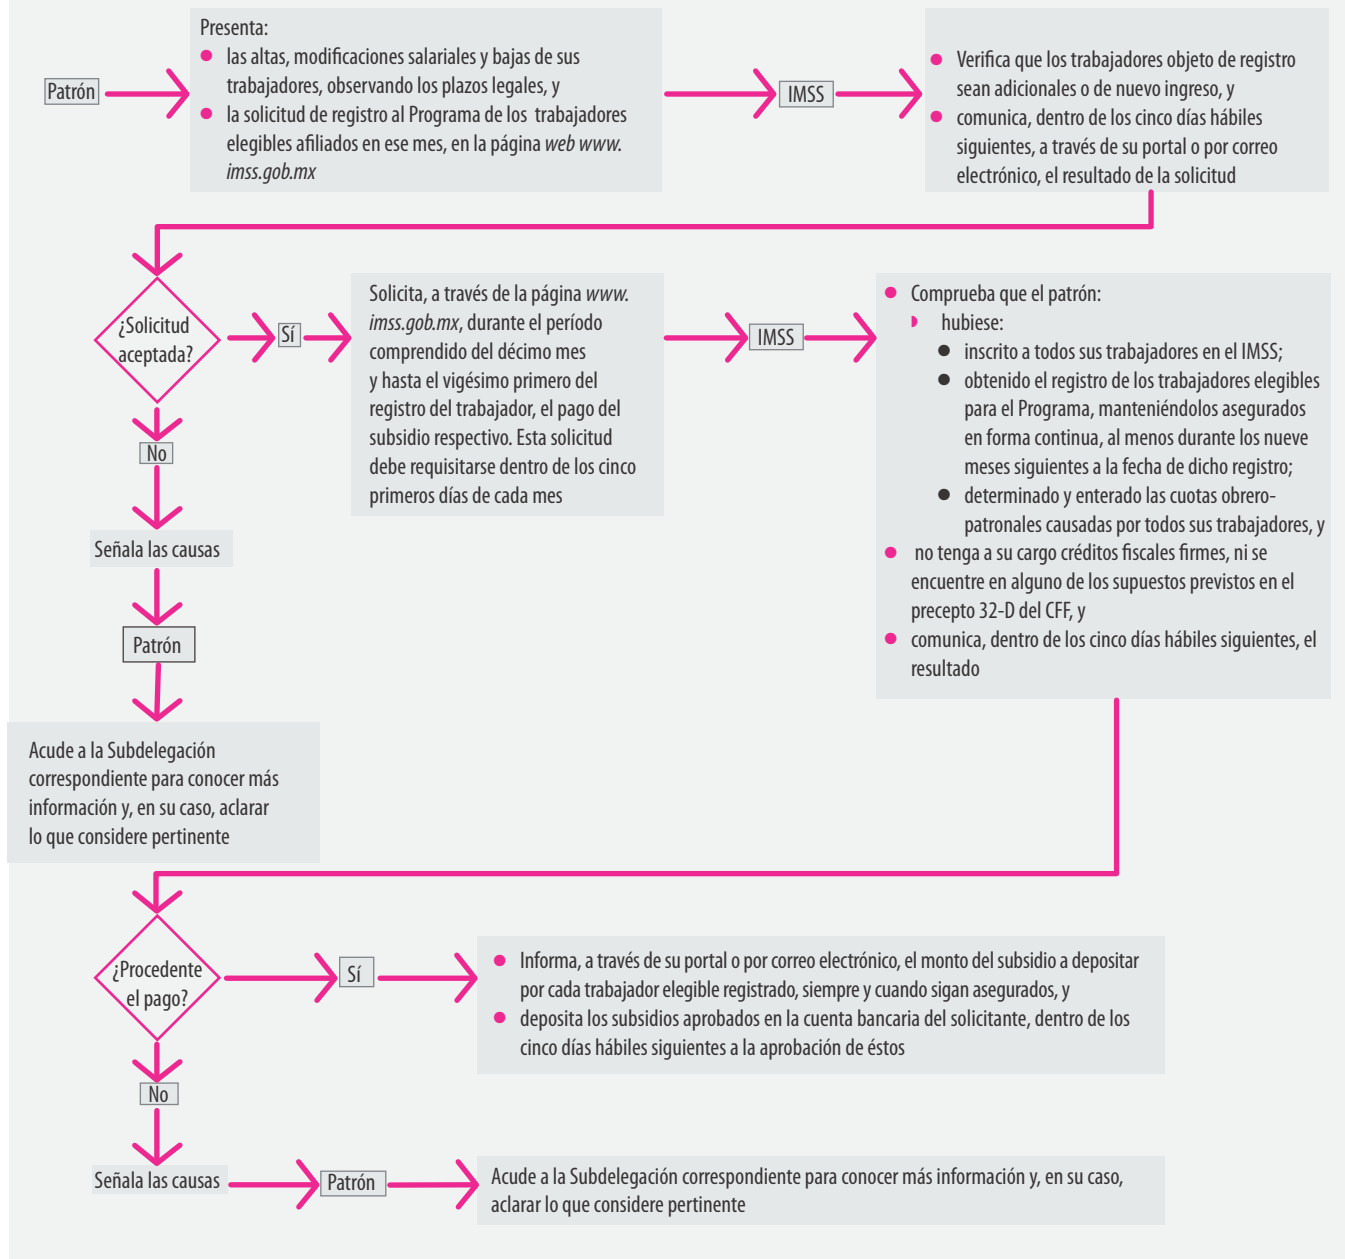 Patrón
Presenta:
● las altas, modificaciones salariales y bajas de sus
trabajadores, observando los plazos legales, y
● la solicitud de registro al Programa de los trabajadores
elegibles afiliados en ese mes, en la página web www.
imss.gob.mx
IMSS
● Verifica que los trabajadores objeto de registro
sean adicionales o de nuevo ingreso, y
● comunica, dentro de los cinco días hábiles
siguientes, a través de su portal o por correo
electrónico, el resultado de la solicitud
¿Solicitud
aceptada?
Sí
Solicita, a través de la página www.
imss.gob.mx, durante el período
comprendido del décimo mes
y hasta el vigésimo primero del
registro del trabajador, el pago del
subsidio respectivo. Esta solicitud
debe requisitarse dentro de los cinco
primeros días de cada mes
IMSS
● Comprueba que el patrón:
hubiese:
● inscrito a todos sus trabajadores en el IMSS;
● obtenido el registro de los trabajadores elegibles
para el Programa, manteniéndolos asegurados
en forma continua, al menos durante los nueve
meses siguientes a la fecha de dicho registro;
● determinado y enterado las cuotas obrero-
patronales causadas por todos sus trabajadores, y
● no tenga a su cargo créditos fiscales firmes, ni se
encuentre en alguno de los supuestos previstos en el
precepto 32-D del CFF, y
● comunica, dentro de los cinco días hábiles siguientes, el
resultado
No
Señala las causas
Patrón
Acude a la Subdelegación
correspondiente para conocer más
información y, en su caso, aclarar
lo que considere pertinente
¿Procedente
el pago?
Sí
● Informa, a través de su portal o por correo electrónico, el monto del subsidio a depositar
por cada trabajador elegible registrado, siempre y cuando sigan asegurados, y
● deposita los subsidios aprobados en la cuenta bancaria del solicitante, dentro de los
cinco días hábiles siguientes a la aprobación de éstos
No
Señala las causas
Patrón
Acude a la Subdelegación correspondiente para conocer más información y, en su caso,
aclarar lo que considere pertinente